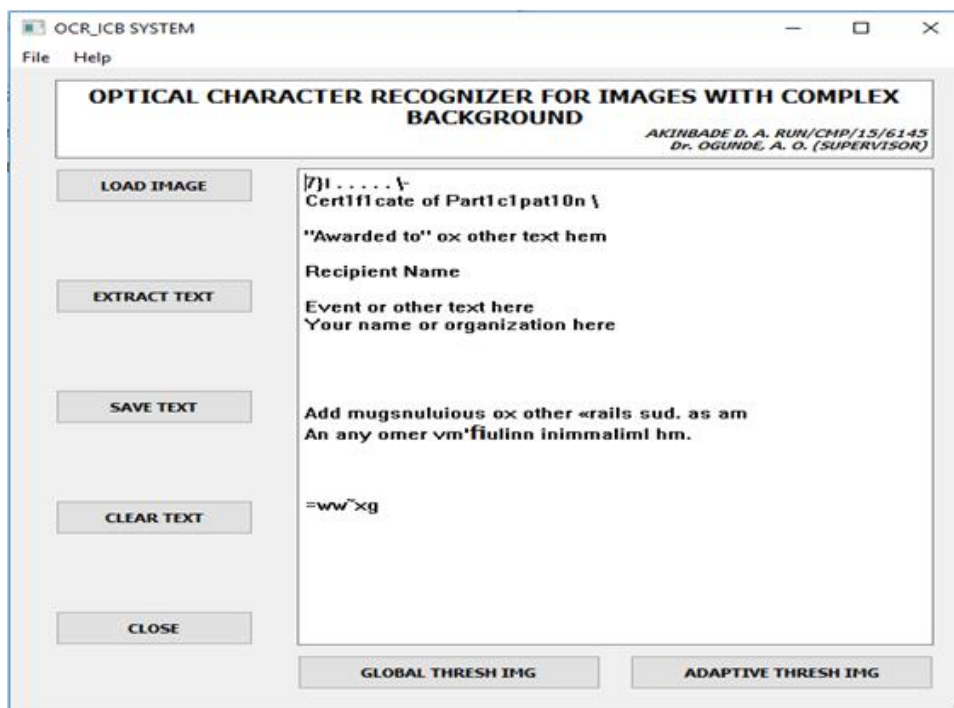 OCR_ICB SYSTEM
File Help
OPTICAL CHARACTER RECOGNIZER FOR IMAGES WITH COMPLEX
BACKGROUND
AKINBADE D. A. RUN/CMP/15/6145
Dr. OGUNDE, A. O. (SUPERVISOR)
LOAD IMAGE
EXTRACT TEXT
SAVE TEXT
CLEAR TEXT
CLOSE
7}ı . . . . . \-
Cert1f1cate of Part1c1pat10n \
"Awarded to" ox other text hem
Recipient Name
Event or other text here
Your name or organization here
Add mugsnuluious ox other «rails sud. as am
An any omer vm'fiulinn inimmaliml hm.
=ww~xg
GLOBAL THRESH IMG
ADAPTIVE THRESH IMG